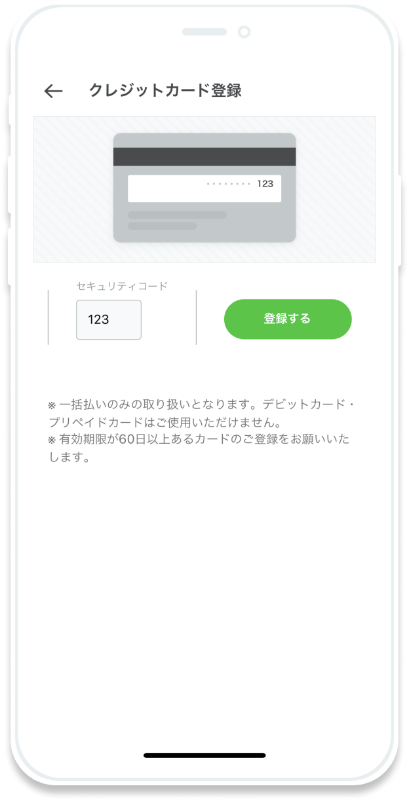 クレジットカード登録
123
セキュリティコード
123
登録する
※ 一括払いのみの取り扱いとなります。デビットカード・
プリペイドカードはご使用いただけません。
※ 有効期限が60日以上あるカードのご登録をお願いいた
します。